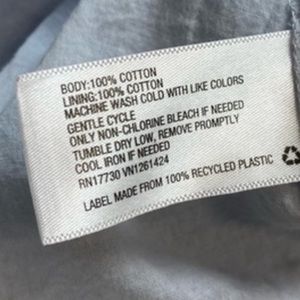 BODY:100% COTTON
LINING:100% COTTON
MACHINE WASH COLD WITH LIKE COLORS
GENTLE CYCLE
ONLY NON-CHLORINE BLEACH IF NEEDED
TUMBLE DRY LOW, REMOVE PROMPTLY
COOL IRON IF NEEDED
RN17730 VN1261424
LABEL MADE FROM 100% RECYCLED PLASTIC